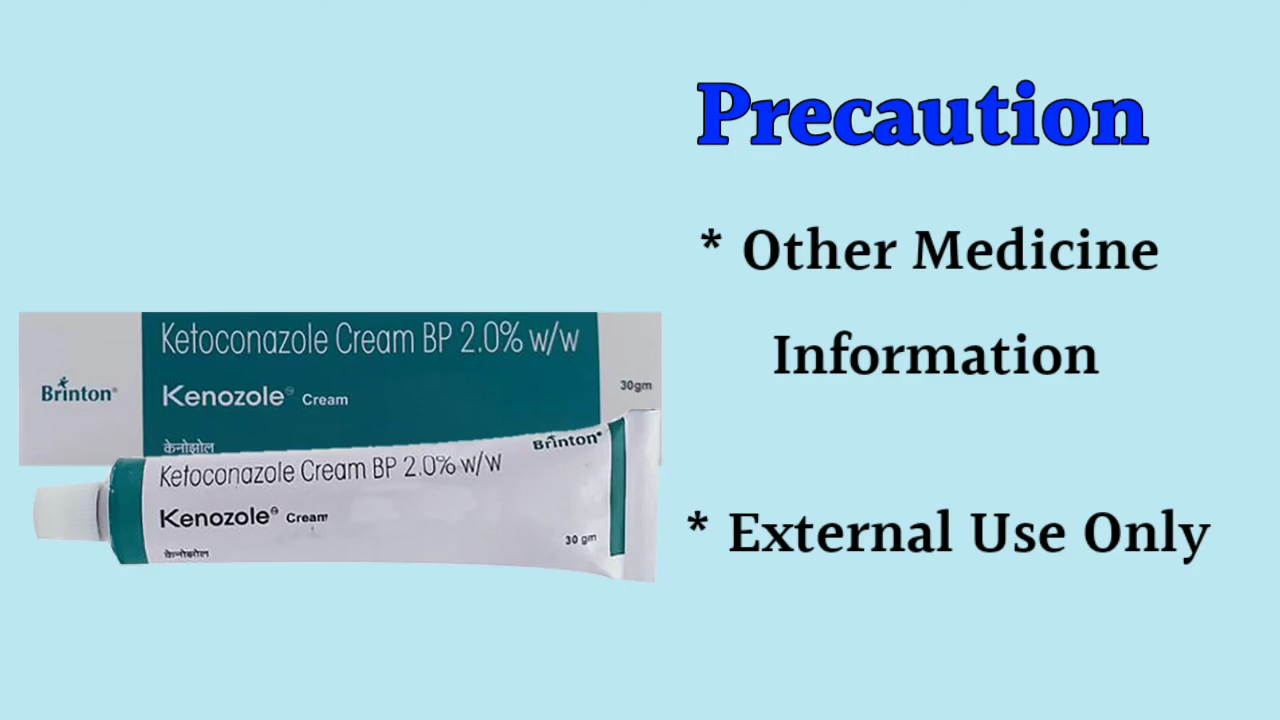 Precaution
* Other Medicine
Information
* External Use Only
Ketoconazole Cream BP 2.0% w/w
Brinton®
Kenozole Cream
30gm
केनोझोल
Brinton®
Ketoconazole Cream BP 2.0% w/w
Kenozole Cream
30 gm
केनोझोल